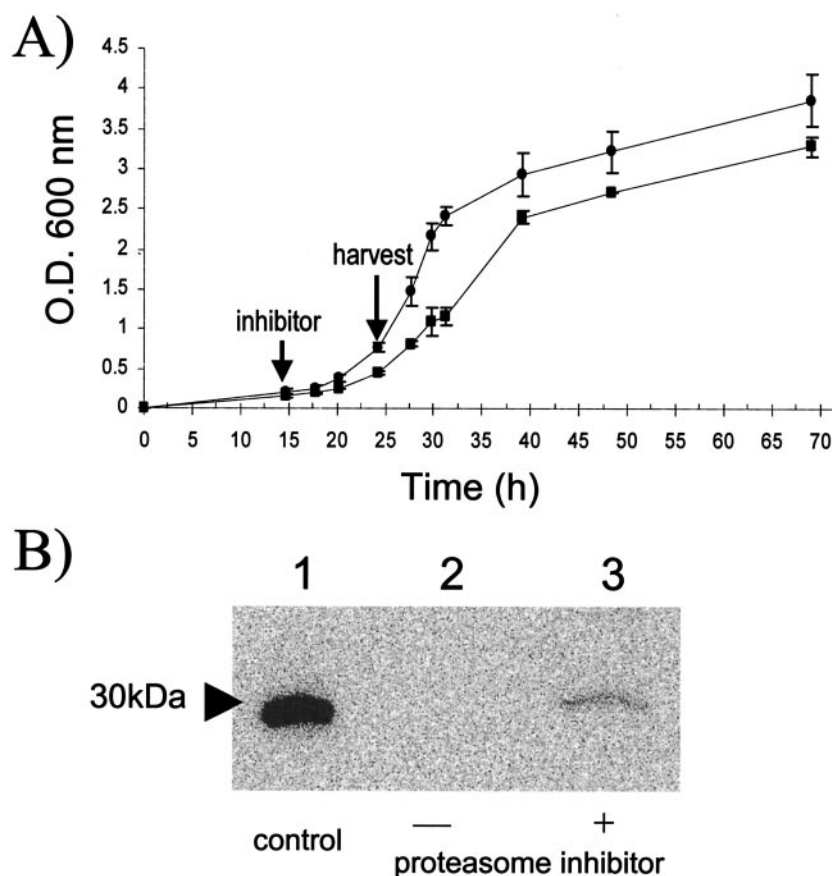 A)
O.D. 600 nm
4.5
4
3.5
3
2.5
2
1.5
1
0.5
0
inhibitor
harvest
0 5 10 15 20 25 30 35 40 45 50 55 60 65 70
Time (h)
B)
1 2 3
30kDa
control — +
proteasome inhibitor